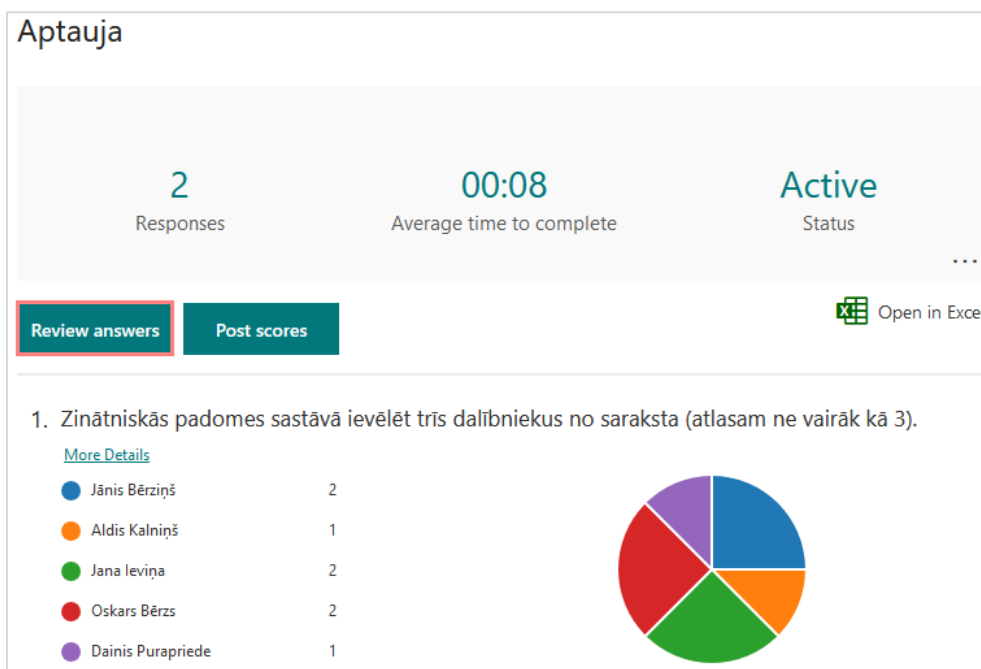 Aptauja
2 00:08 Active
Responses Average time to complete Status
...
Review answers Post scores Open in Exce
1. Zinātniskās padomes sastāvā ievēlēt trīs dalībniekus no saraksta (atlasam ne vairāk kā 3).
More Details
Jānis Bērziņš 2
Aldis Kalniņš 1
Jana Ieviņa 2
Oskars Bērzs 2
Dainis Purapriede 1